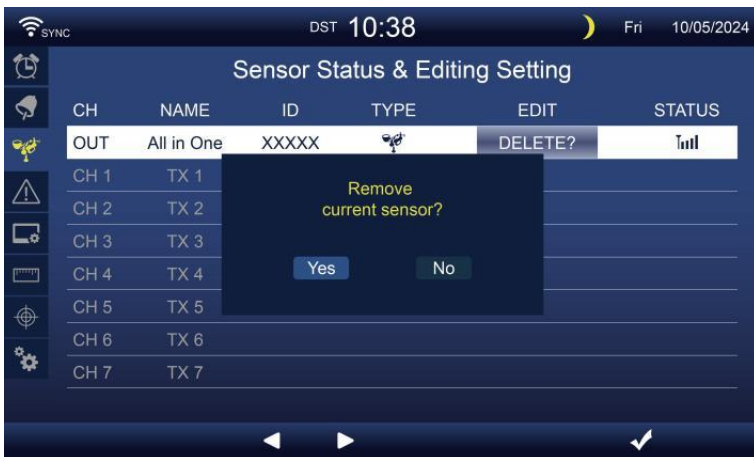 SYNC DST 10:38 Fri 10/05/2024
Sensor Status & Editing Setting
CH NAME ID TYPE EDIT STATUS
OUT All in One XXXXX DELETE?
CH 1 TX 1
CH 2 TX 2
CH 3 TX 3
CH 4 TX 4
CH 5 TX 5
CH 6 TX 6
CH 7 TX 7
Remove
current sensor?
Yes No